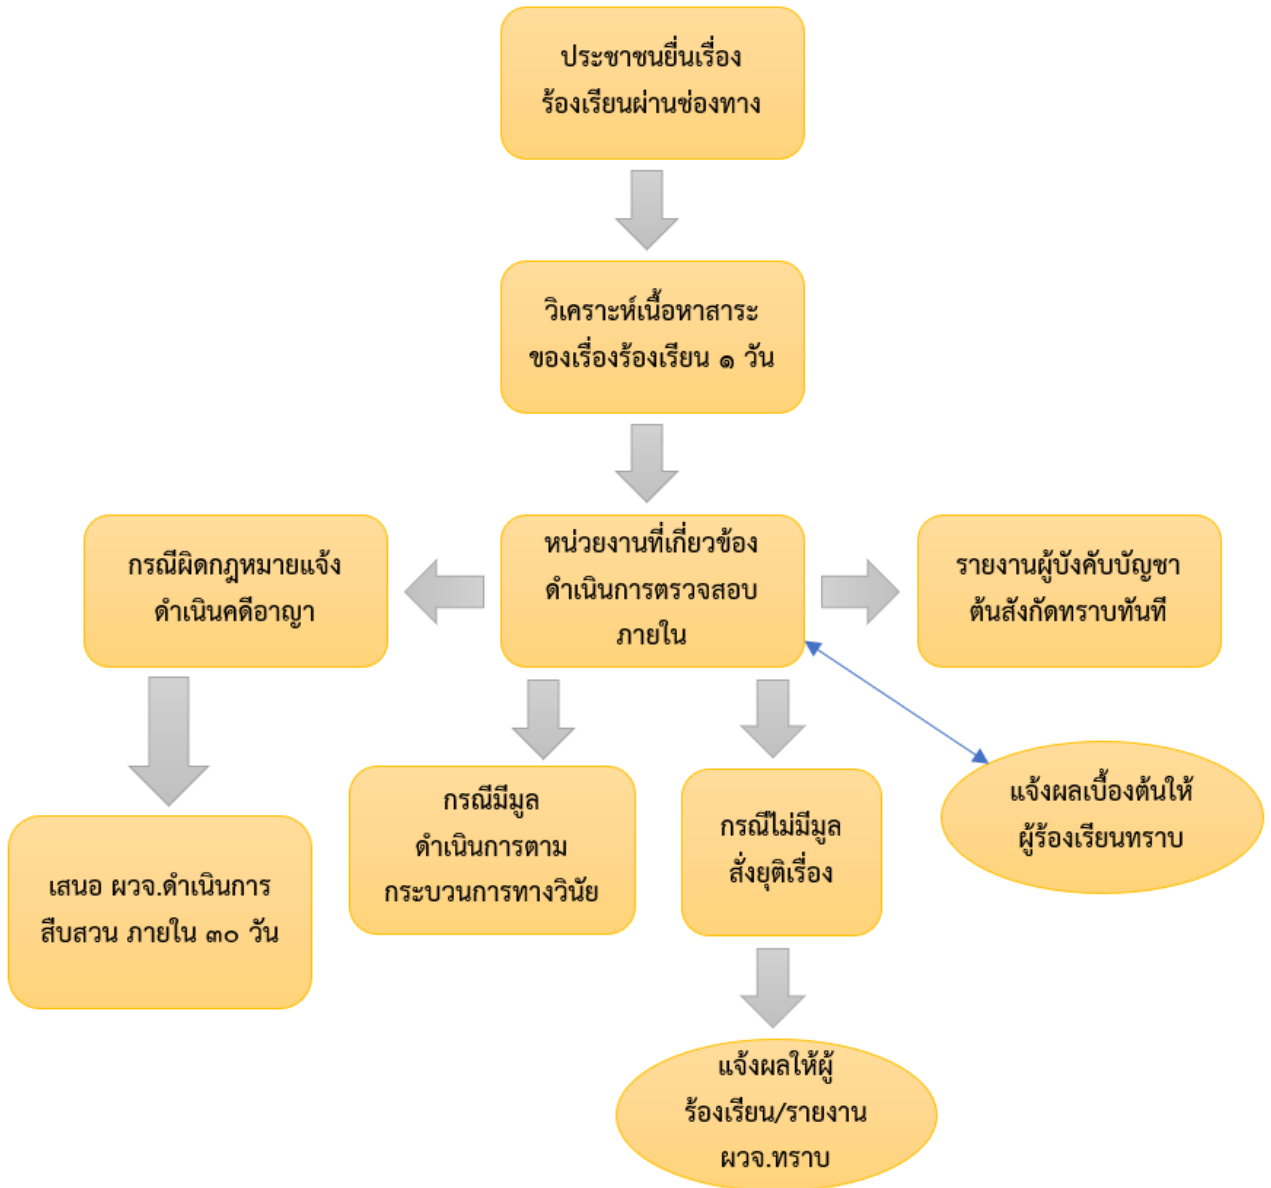 ประชาชนยื่นเรื่อง
ร้องเรียนผ่านช่องทาง
วิเคราะห์เนื้อหาสาระ
ของเรื่องร้องเรียน ๑ วัน
กรณีผิดกฎหมายแจ้ง
ดำเนินคดีอาญา
หน่วยงานที่เกี่ยวข้อง
ดำเนินการตรวจสอบ
ภายใน
รายงานผู้บังคับบัญชา
ต้นสังกัดทราบทันที
เสนอ ผวจ.ดำเนินการ
สืบสวน ภายใน ๓๐ วัน
กรณีมีมูล
ดำเนินการตาม
กระบวนการทางวินัย
กรณีไม่มีมูล
สั่งยุติเรื่อง
แจ้งผลเบื้องต้นให้
ผู้ร้องเรียนทราบ
แจ้งผลให้ผู้
ร้องเรียน/รายงาน
ผวจ.ทราบ